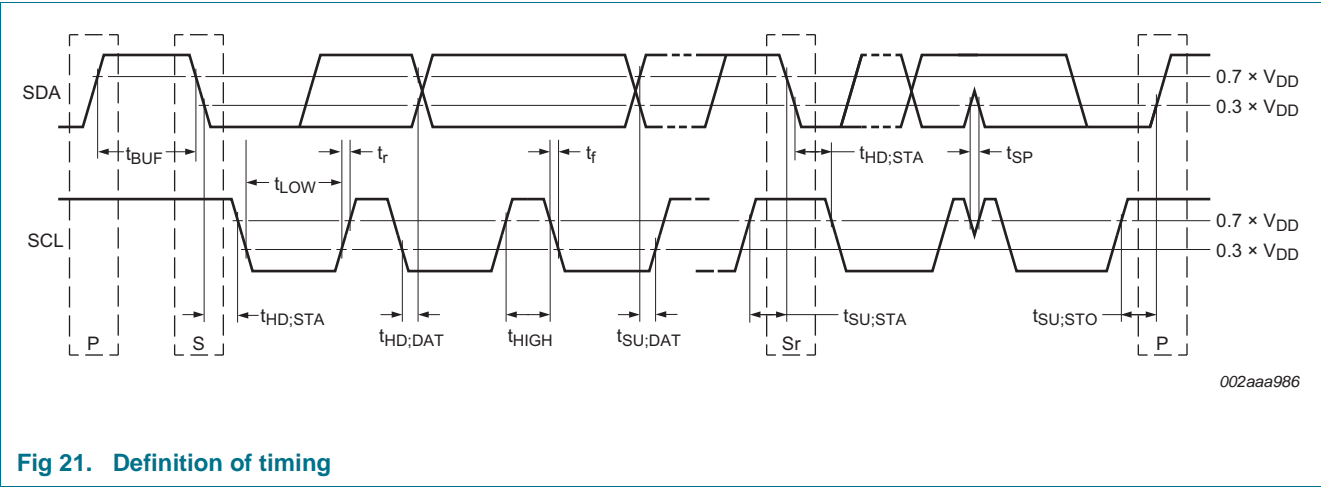 SDA
0.7 × VDD
0.3 × VDD
tBUF
tr
tf
tHD;STA
tSP
tLOW
SCL
0.7 × VDD
0.3 × VDD
tHD;STA
tHD;DAT
tHIGH
tSU;DAT
tSU;STA
tSU;STO
P
S
Sr
P
002aaa986
Fig 21. Definition of timing